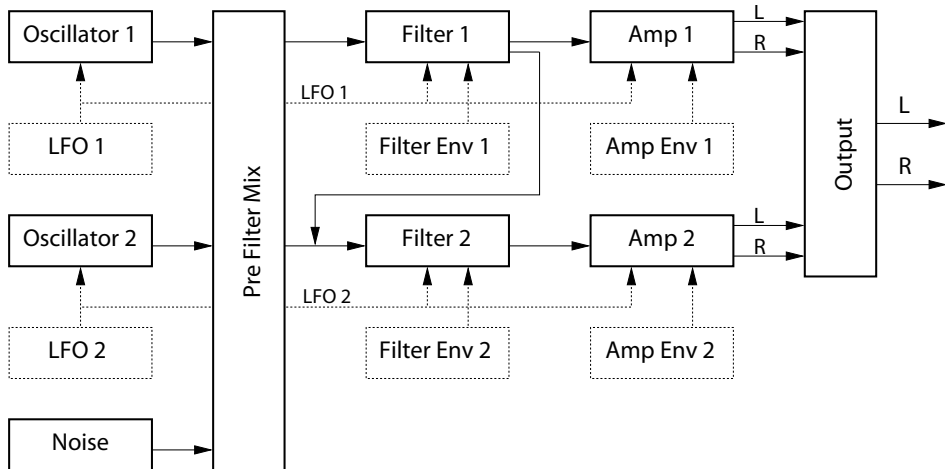 Oscillator 1
Filter 1
Amp 1
L
R
LFO 1
LFO 1
Filter Env 1
Amp Env 1
L
R
Output
Pre Filter Mix
Oscillator 2
Filter 2
Amp 2
L
R
LFO 2
LFO 2
Filter Env 2
Amp Env 2
Noise